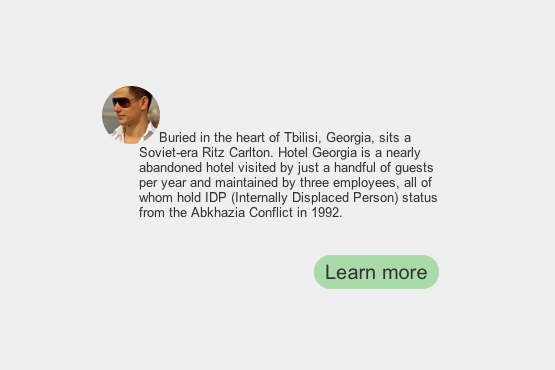 Buried in the heart of Tbilisi, Georgia, sits a
Soviet-era Ritz Carlton. Hotel Georgia is a nearly
abandoned hotel visited by just a handful of guests
per year and maintained by three employees, all of
whom hold IDP (Internally Displaced Person) status
from the Abkhazia Conflict in 1992.
Learn more